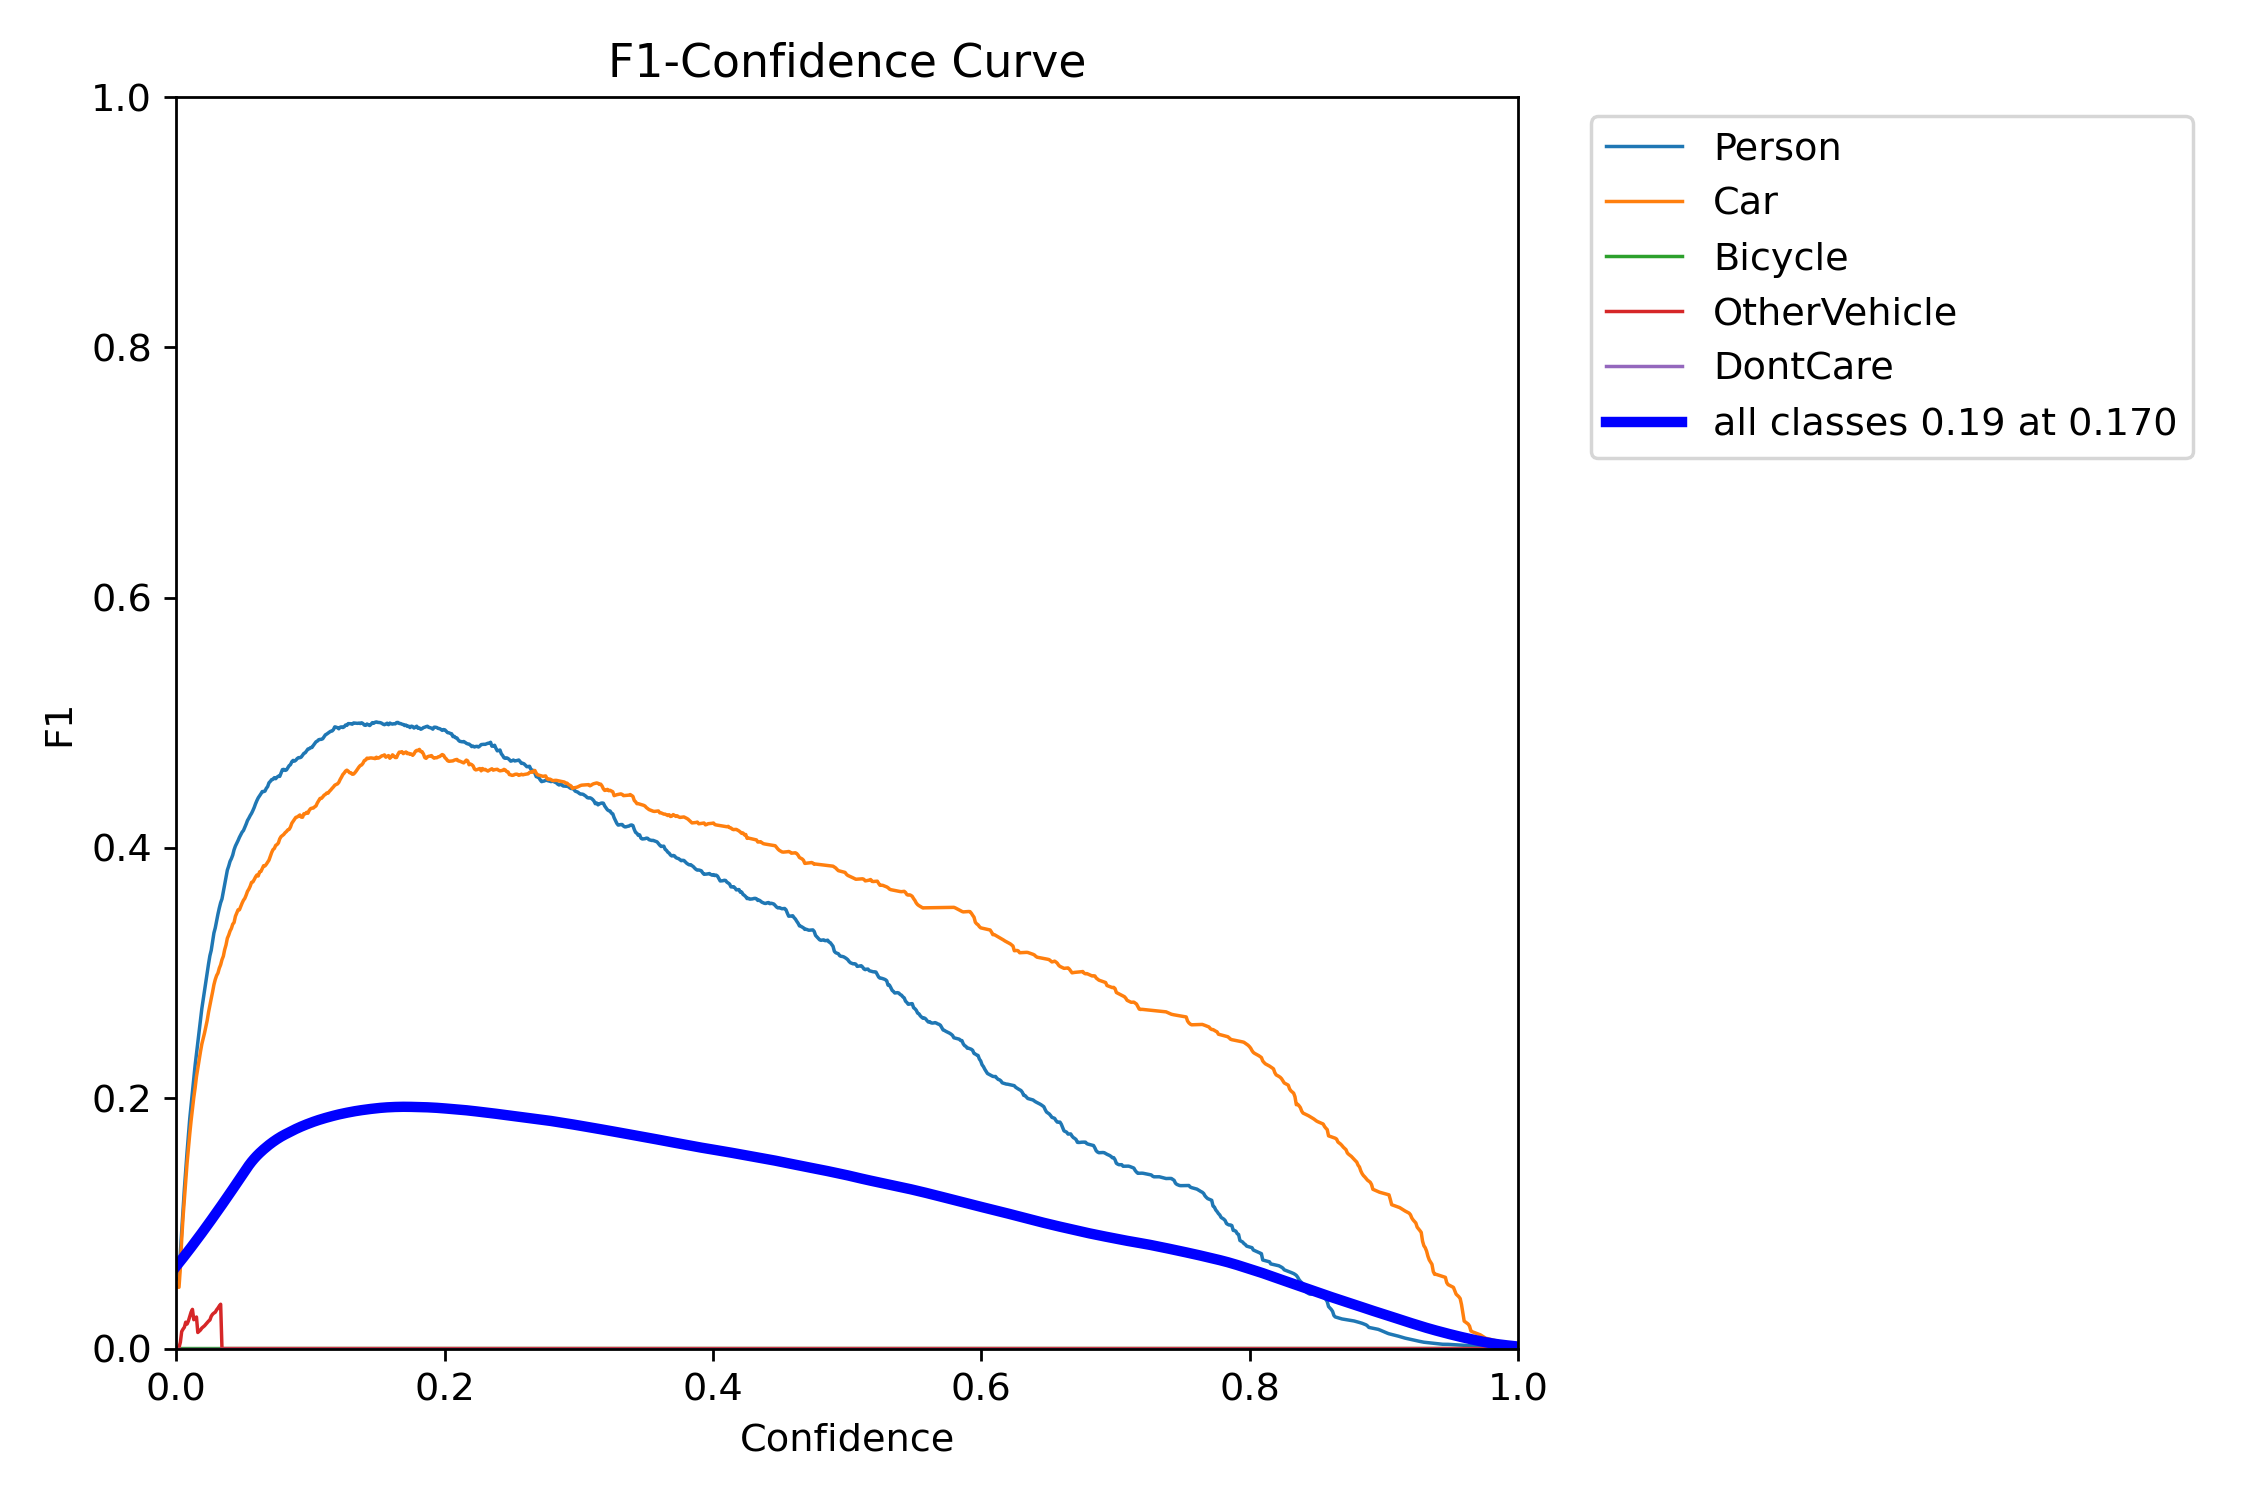 F1-Confidence Curve
1.0
0.8
0.6
0.4
0.2
0.0
F1
0.0 0.2 0.4 0.6 0.8 1.0
Confidence
Person
Car
Bicycle
OtherVehicle
DontCare
all classes 0.19 at 0.170